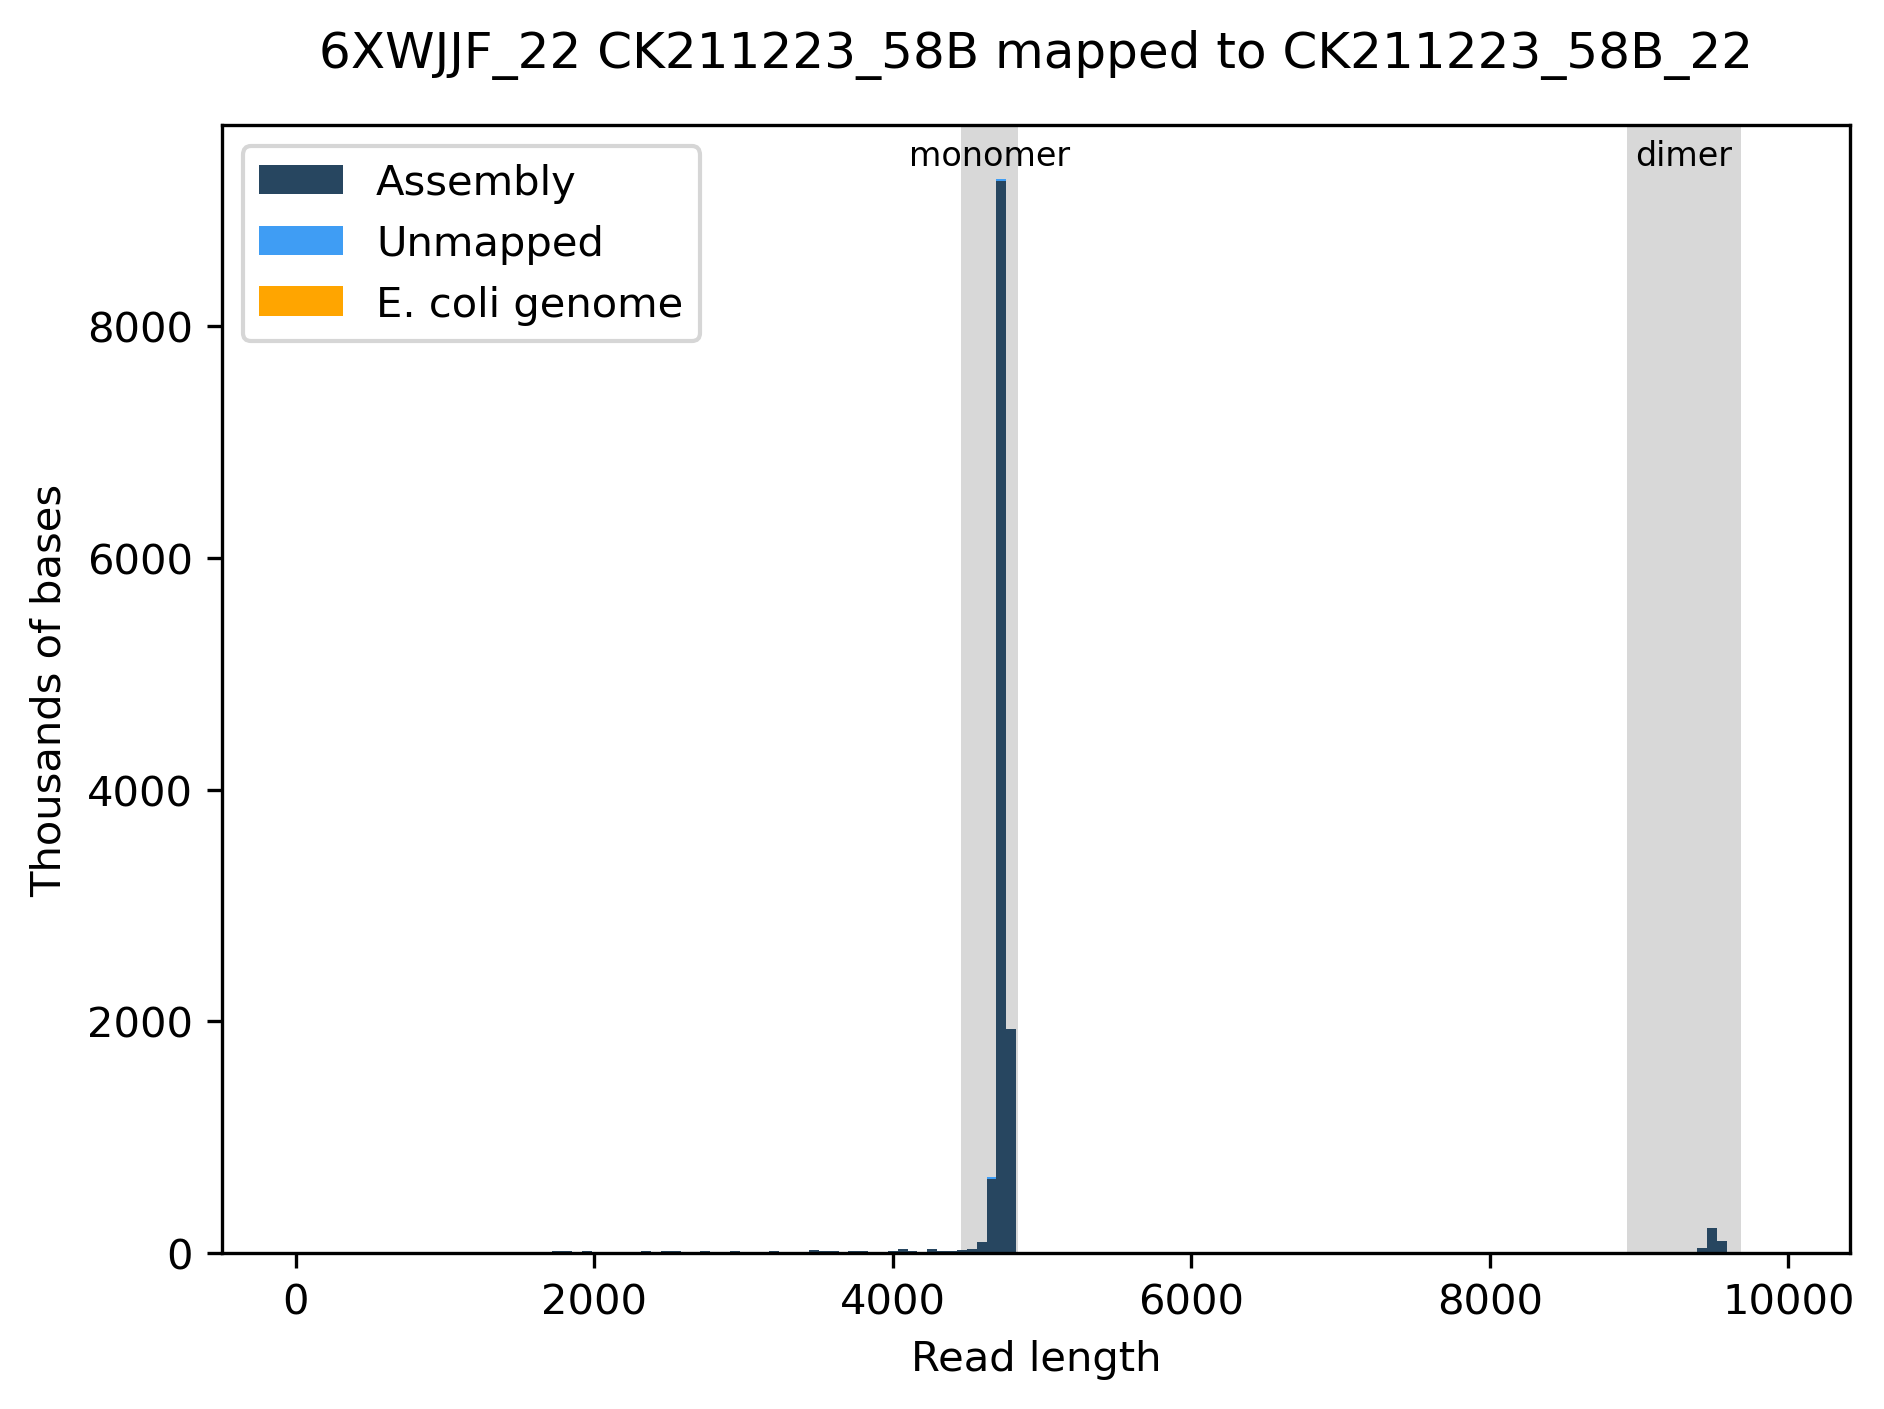 6XWJJF_22 CK211223_58B mapped to CK211223_58B_22
monomer
dimer
Assembly
Unmapped
E. coli genome
Thousands of bases
8000
6000
4000
2000
0
0 2000 4000 6000 8000 10000
Read length